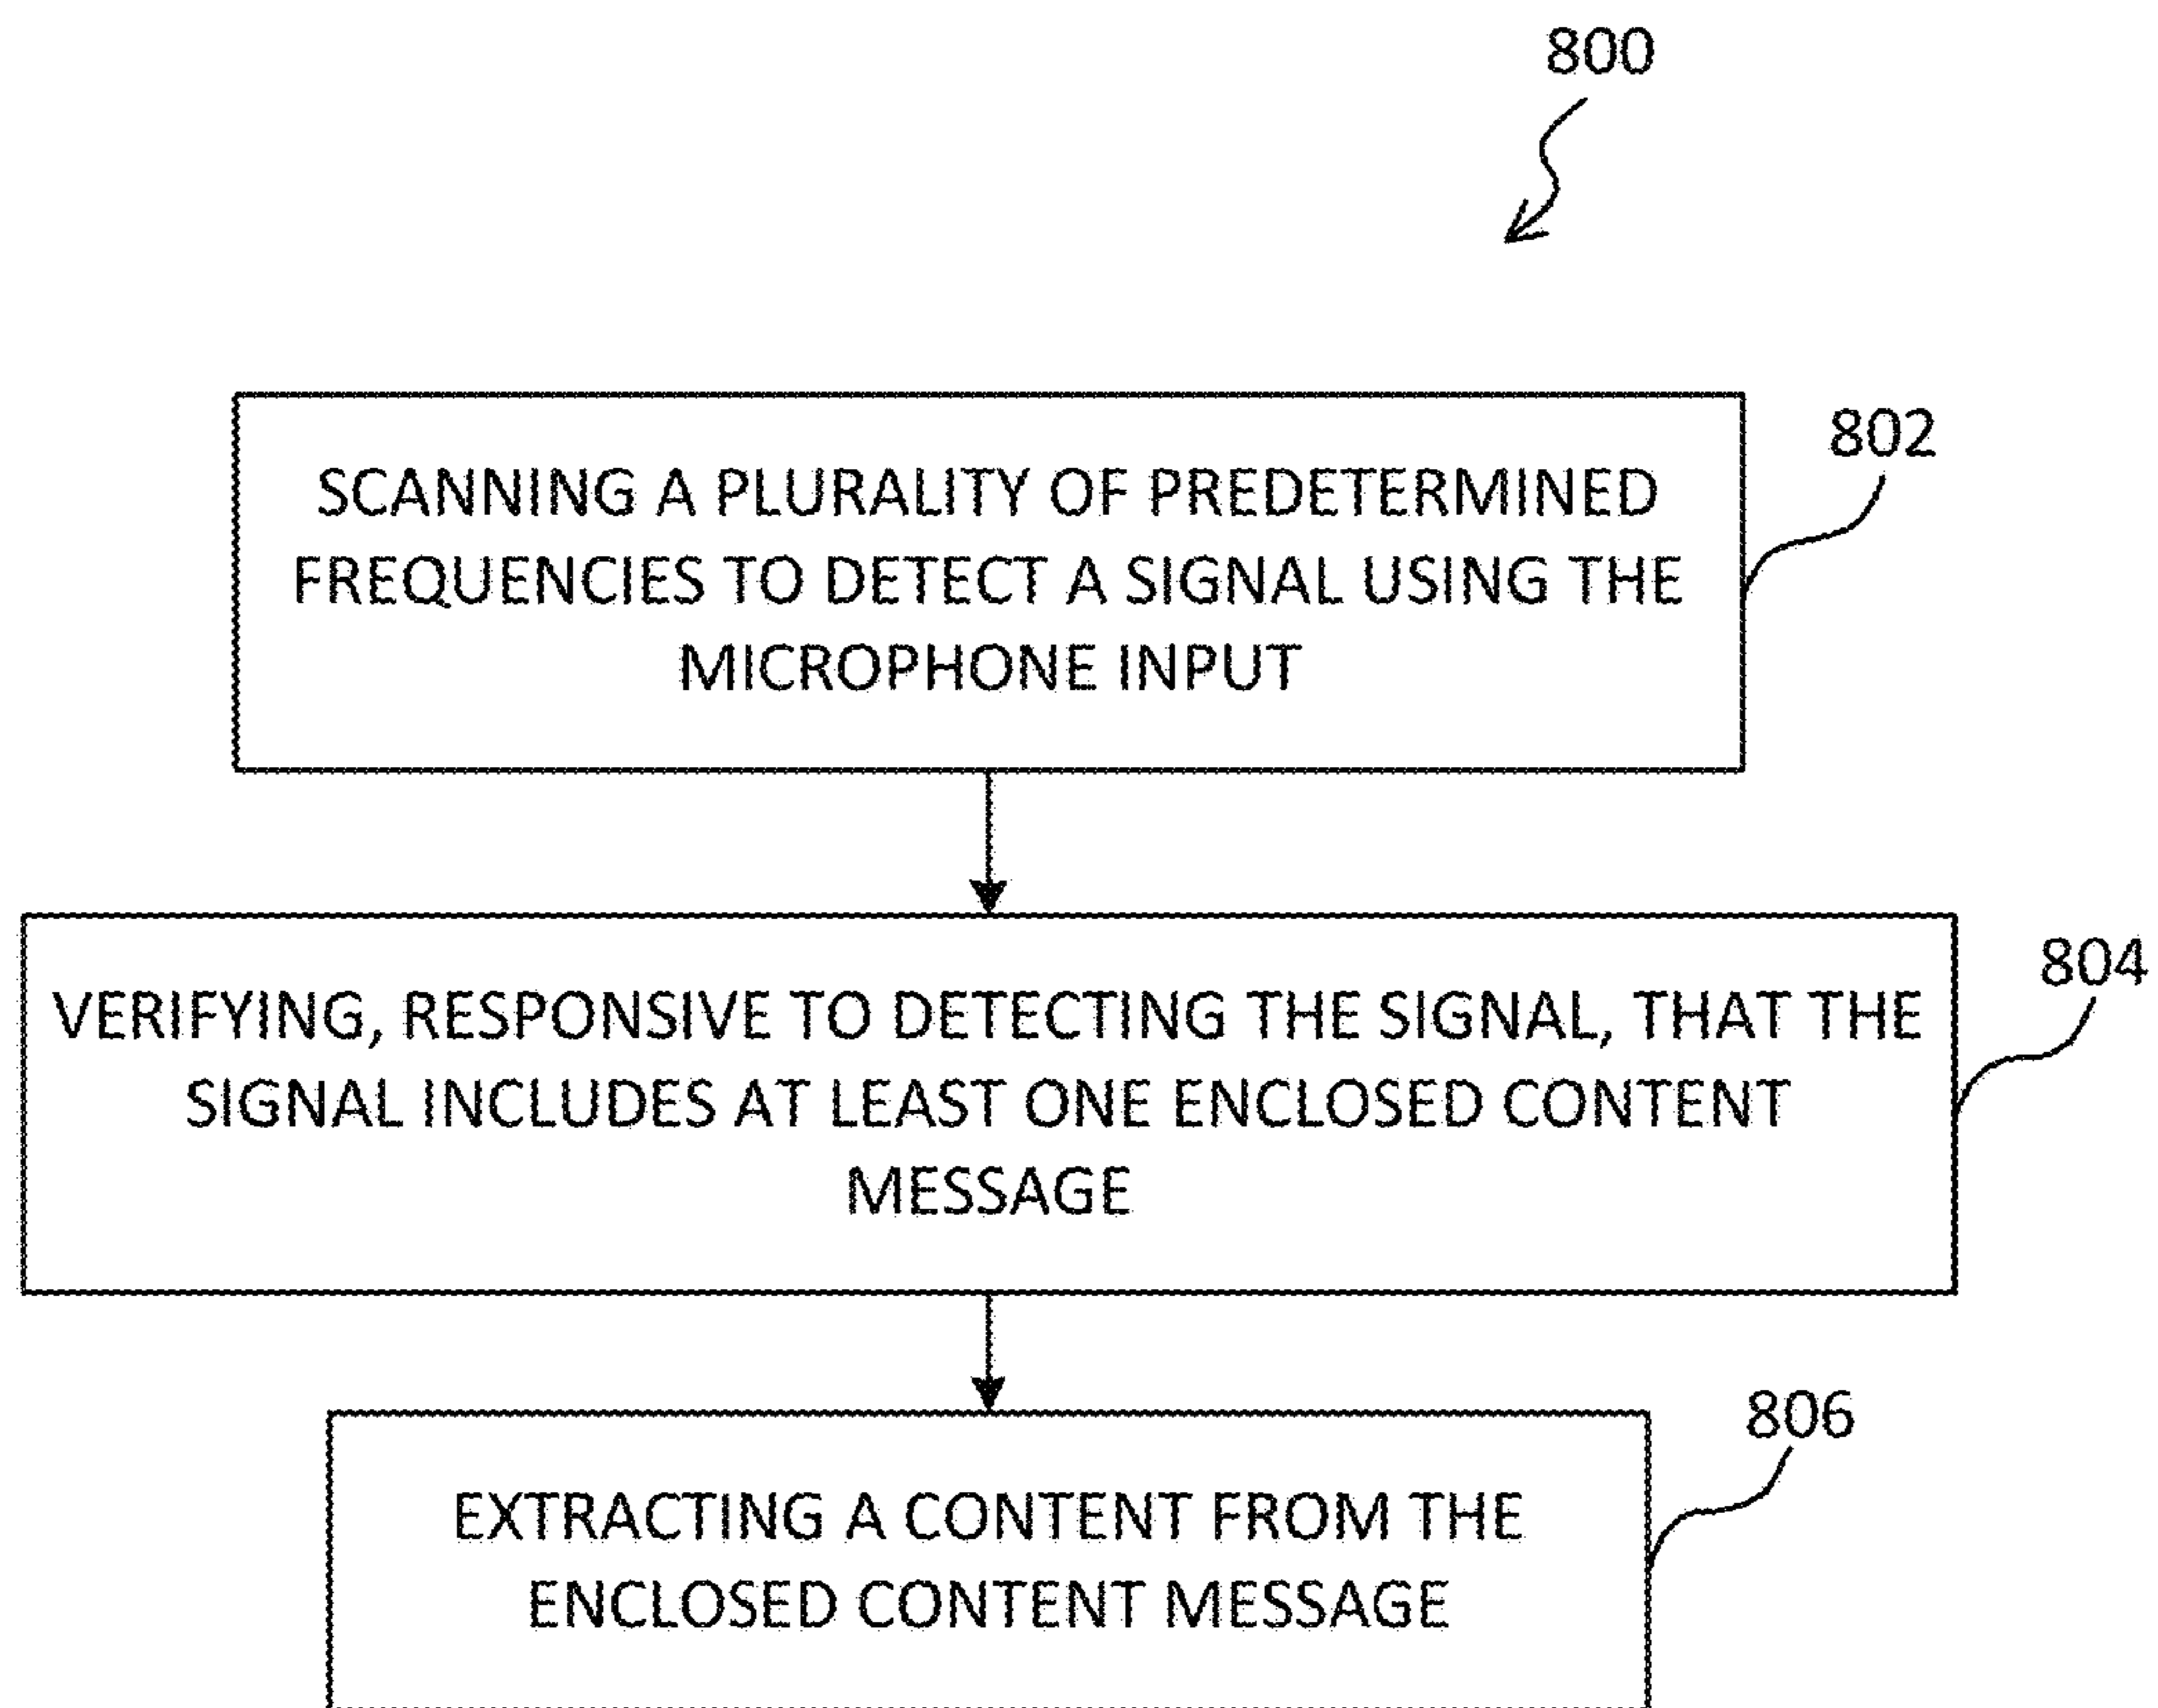 800
802
SCANNING A PLURALITY OF PREDETERMINED
FREQUENCIES TO DETECT A SIGNAL USING THE
MICROPHONE INPUT
804
VERIFYING, RESPONSIVE TO DETECTING THE SIGNAL, THAT THE
SIGNAL INCLUDES AT LEAST ONE ENCLOSED CONTENT
MESSAGE
806
EXTRACTING A CONTENT FROM THE
ENCLOSED CONTENT MESSAGE